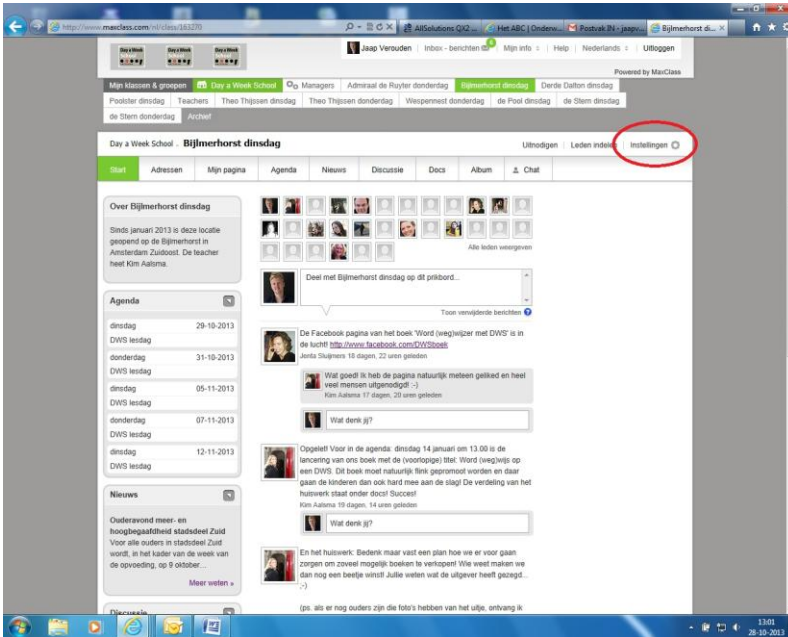 http://www.maxclass.com/nl/class/163270
AllSolutions QX2 ...
Het ABC | Onderw...
Postvak IN - jaapv...
Bijlmerhorst di...
Day a Week School
Day a Week School
Day a Week School
Jaap Verouden | Inbox - berichten | Mijn info | Help | Nederlands | Uitloggen
Powered by MaxClass
Mijn klassen & groepen Day a Week School Managers Admiraal de Ruyter donderdag Bijlmerhorst dinsdag Derde Dalton dinsdag
Poolster dinsdag Teachers Theo Thijssen dinsdag Theo Thijssen donderdag Wespennest donderdag de Pool dinsdag de Stern dinsdag
de Stern donderdag Archief
Day a Week School . Bijlmerhorst dinsdag
Uitnodigen | Leden indelen | Instellingen
Start Adressen Mijn pagina Agenda Nieuws Discussie Docs Album Chat
Over Bijlmerhorst dinsdag
Sinds januari 2013 is deze locatie
geopend op de Bijlmerhorst in
Amsterdam Zuidoost. De teacher
heet Kim Aalsma.
Alle leden weergeven
Deel met Bijlmerhorst dinsdag op dit prikbord...
Toon verwijderde berichten
Agenda
dinsdag 29-10-2013
DWS lesdag
donderdag 31-10-2013
DWS lesdag
dinsdag 05-11-2013
DWS lesdag
donderdag 07-11-2013
DWS lesdag
dinsdag 12-11-2013
DWS lesdag
De Facebook pagina van het boek 'Word (weg)wijzer met DWS' is in
de lucht! http://www.facebook.com/DWSboek
Jenta Sluijmers 18 dagen, 22 uren geleden
Wat goed! Ik heb de pagina natuurlijk meteen geliked en heel
veel mensen uitgenodigd! :-)
Kim Aalsma 17 dagen, 20 uren geleden
Wat denk jij?
Opgelet! Voor in de agenda: dinsdag 14 januari om 13.00 is de
lancering van ons boek met de (voorlopige) titel: Word (weg)wijs op
een DWS. Dit boek moet natuurlijk flink gepromoot worden en daar
gaan de kinderen dan ook hard mee aan de slag! De verdeling van het
huiswerk staat onder docs! Succes!
Kim Aalsma 19 dagen, 14 uren geleden
Wat denk jij?
Nieuws
Ouderavond meer- en
hoogbegaafdheid stadsdeel Zuid
Voor alle ouders in stadsdeel Zuid
wordt, in het kader van de week van
de opvoeding, op 9 oktober...
Meer weten »
En het huiswerk: Bedenk maar vast een plan hoe we er voor gaan
zorgen om zoveel mogelijk boeken te verkopen! Wie weet maken we
dan nog een beetje winst! Jullie weten wat de uitgever heeft gezegd...
;-)
(ps. als er nog ouders zijn die foto's hebben van het uitje, ontvang ik
Discussie
13:01
28-10-2013